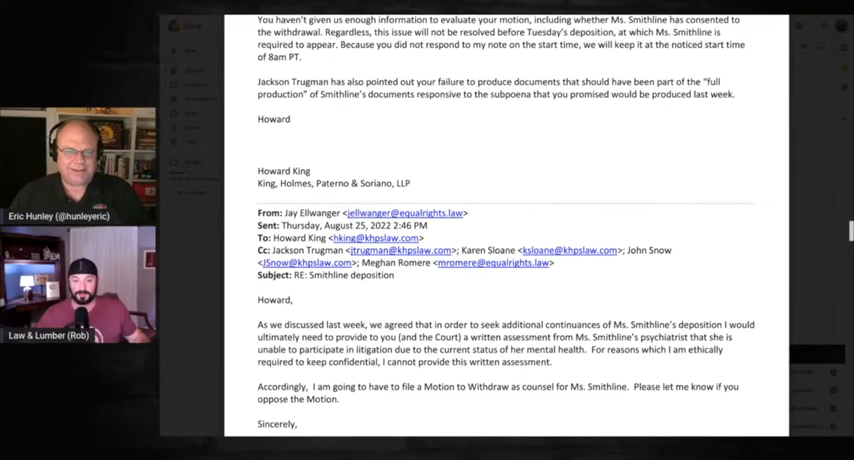 You haven't given us enough information to evaluate your motion, including whether Ms. Smithline has consented to
the withdrawal. Regardless, this issue will not be resolved before Tuesday's deposition, at which Ms. Smithline is
required to appear. Because you did not respond to my note on the start time, we will keep it at the noticed start time
of 8am PT.
Jackson Trugman has also pointed out your failure to produce documents that should have been part of the "full
production" of Smithline's documents responsive to the subpoena that you promised would be produced last week.
Howard
Howard King
King, Holmes, Paterno & Soriano, LLP
From: Jay Ellwanger <jellwanger@equalrights.law>
Sent: Thursday, August 25, 2022 2:46 PM
To: Howard King <hking@khpslaw.com>
Cc: Jackson Trugman <jtrugman@khpslaw.com>; Karen Sloane <ksloane@khpslaw.com>; John Snow
<JSnow@khpslaw.com>; Meghan Romere <mromere@equalrights.law>
Subject: RE: Smithline deposition
Howard,
As we discussed last week, we agreed that in order to seek additional continuances of Ms. Smithline's deposition I would
ultimately need to provide to you (and the Court) a written assessment from Ms. Smithline's psychiatrist that she is
unable to participate in litigation due to the current status of her mental health. For reasons which I am ethically
required to keep confidential, I cannot provide this written assessment.
Accordingly, I am going to have to file a Motion to Withdraw as counsel for Ms. Smithline. Please let me know if you
oppose the Motion.
Sincerely,
Eric Hunley (@hunleyeric)
Law & Lumber (Rob)